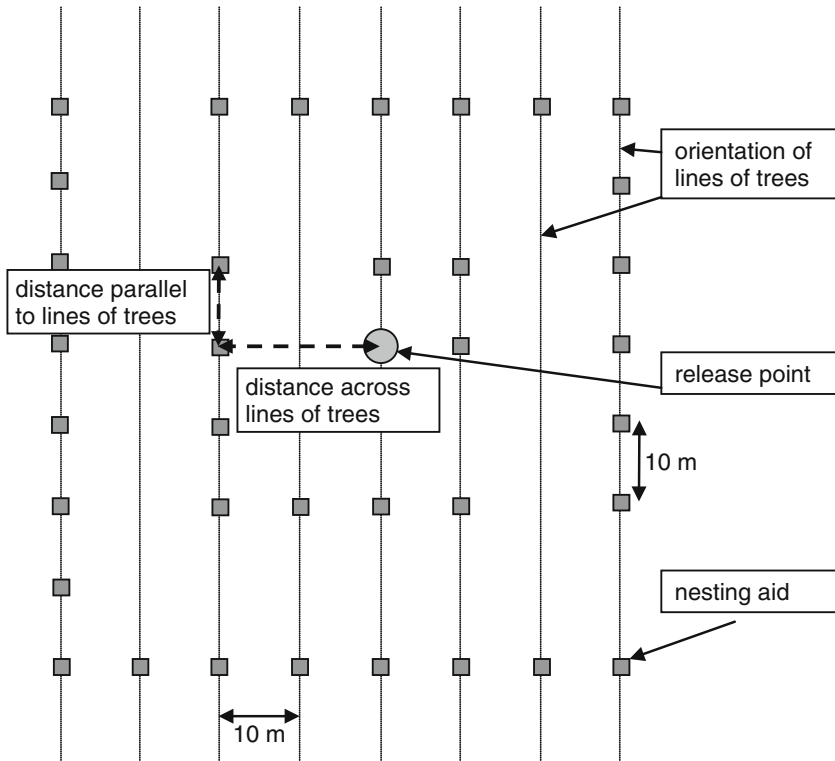 orientation of
lines of trees
distance parallel
to lines of trees
release point
distance across
lines of trees
10 m
nesting aid
10 m